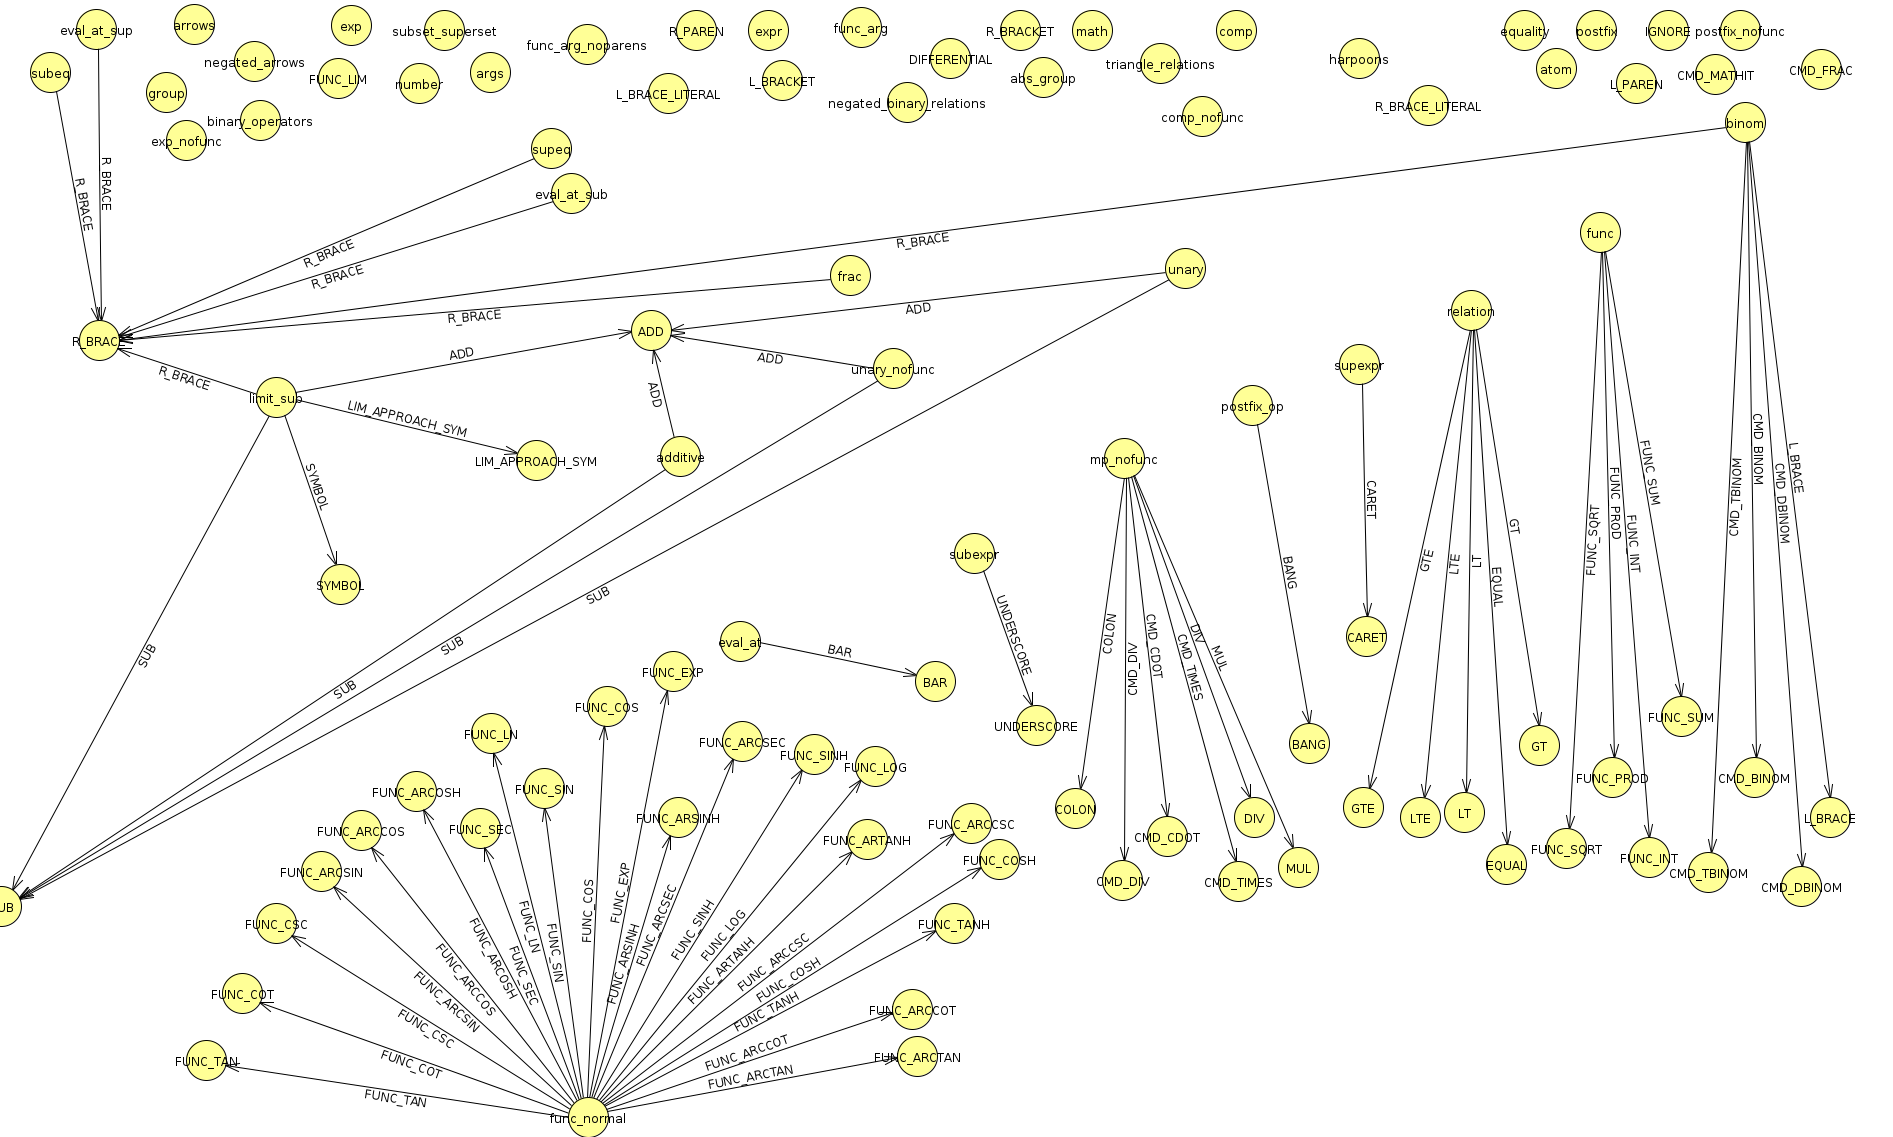 eval_at_sup
arrows
exp
subset_superset
func_arg_noparens
R_PAREN
expr
func_arg
R_BRACKET
math
comp
equality
postfix
IGNORE
postfix_nofunc
subeq
negated_arrows
FUNC_LIM
number
args
DIFFERENTIAL
triangle_relations
harpoons
atom
CMD_MATHIT
CMD_FRAC
group
L_BRACE_LITERAL
L_BRACKET
abs_group
L_PAREN
negated_binary_relations
R_BRACE_LITERAL
binary_operators
comp_nofunc
binom
exp_nofunc
supeq
R_BRACE
R_BRACE
eval_at_sub
R_BRACE
R_BRACE
R_BRACE
func
unary
frac
R_BRACE
ADD
relation
R_BRACE
ADD
ADD
ADD
unary_nofunc
supexpr
R_BRACE
limit_sub
ADD
LIM_APPROACH_SYM
postfix_op
additive
LIM_APPROACH_SYM
mp_nofunc
SYMBOL
CARET
FUNC_SUM
CMD_BINOM
L_BRACE
CMD_TBINOM
CMD_DBINOM
GT
FUNC_SQRT
FUNC_PROD
FUNC_INT
subexpr
GTE
LTE
LT
EQUAL
BANG
SYMBOL
SUB
UNDERSCORE
CARET
SUB
SUB
SUB
SUB
eval_at
BAR
COLON
CMD_DIV
CMD_CDOT
CMD_TIMES
DIV
MUL
FUNC_EXP
BAR
FUNC_COS
UNDERSCORE
FUNC_SUM
FUNC_LN
FUNC_ARCSEC
FUNC_SINH
FUNC_LOG
BANG
GT
FUNC_PROD
CMD_BINOM
FUNC_ARCOSH
FUNC_SIN
COLON
GTE
LTE
LT
DIV
L_BRACE
FUNC_ARCCOS
FUNC_SEC
FUNC_ARSINH
FUNC_ARTANH
FUNC_ARCCSC
CMD_CDOT
FUNC_SQRT
FUNC_INT
FUNC_ARCSIN
FUNC_COSH
CMD_DIV
CMD_TIMES
MUL
EQUAL
CMD_TBINOM
CMD_DBINOM
UB
FUNC_CSC
FUNC_TANH
FUNC_COS
FUNC_EXP
FUNC_ARSINH
FUNC_ARCSEC
FUNC_SINH
FUNC_LOG
FUNC_ARTANH
FUNC_ARCCSC
FUNC_COSH
FUNC_TANH
FUNC_LN
FUNC_SIN
FUNC_SEC
FUNC_ARCOSH
FUNC_ARCCOS
FUNC_ARCSIN
FUNC_CSC
FUNC_COT
FUNC_COT
FUNC_ARCCOT
FUNC_ARCCOT
FUNC_TAN
FUNC_TAN
FUNC_ARCTAN
FUNC_ARCTAN
func_normal